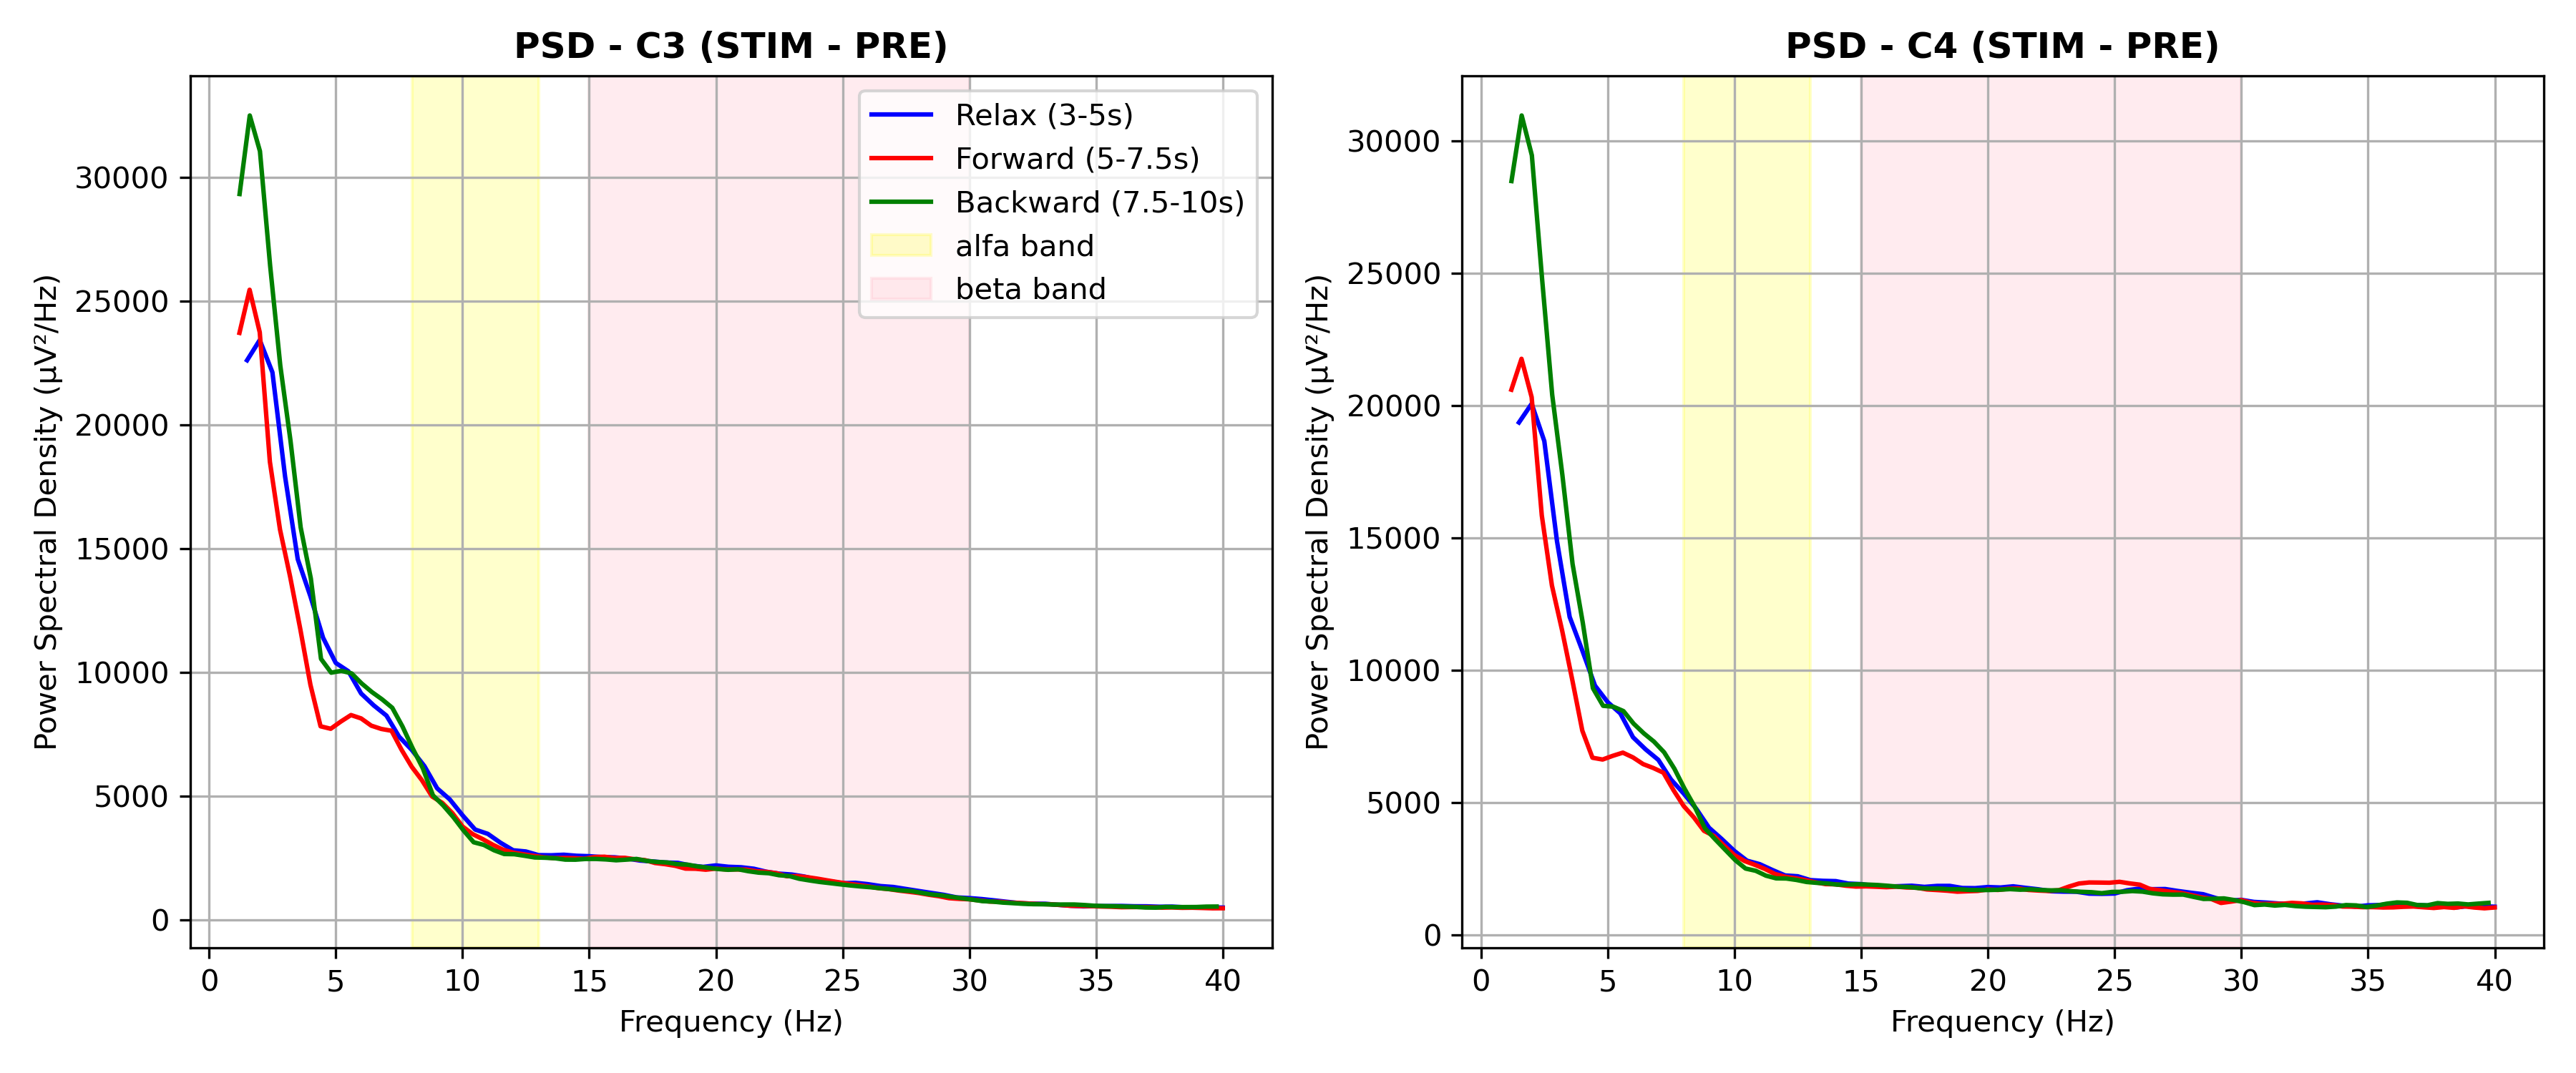 PSD - C3 (STIM - PRE)
Power Spectral Density (µV²/Hz)
30000
25000
20000
15000
10000
5000
0
0 5 10 15 20 25 30 35 40
Frequency (Hz)
Relax (3-5s)
Forward (5-7.5s)
Backward (7.5-10s)
alfa band
beta band
PSD - C4 (STIM - PRE)
Power Spectral Density (µV²/Hz)
30000
25000
20000
15000
10000
5000
0
0 5 10 15 20 25 30 35 40
Frequency (Hz)